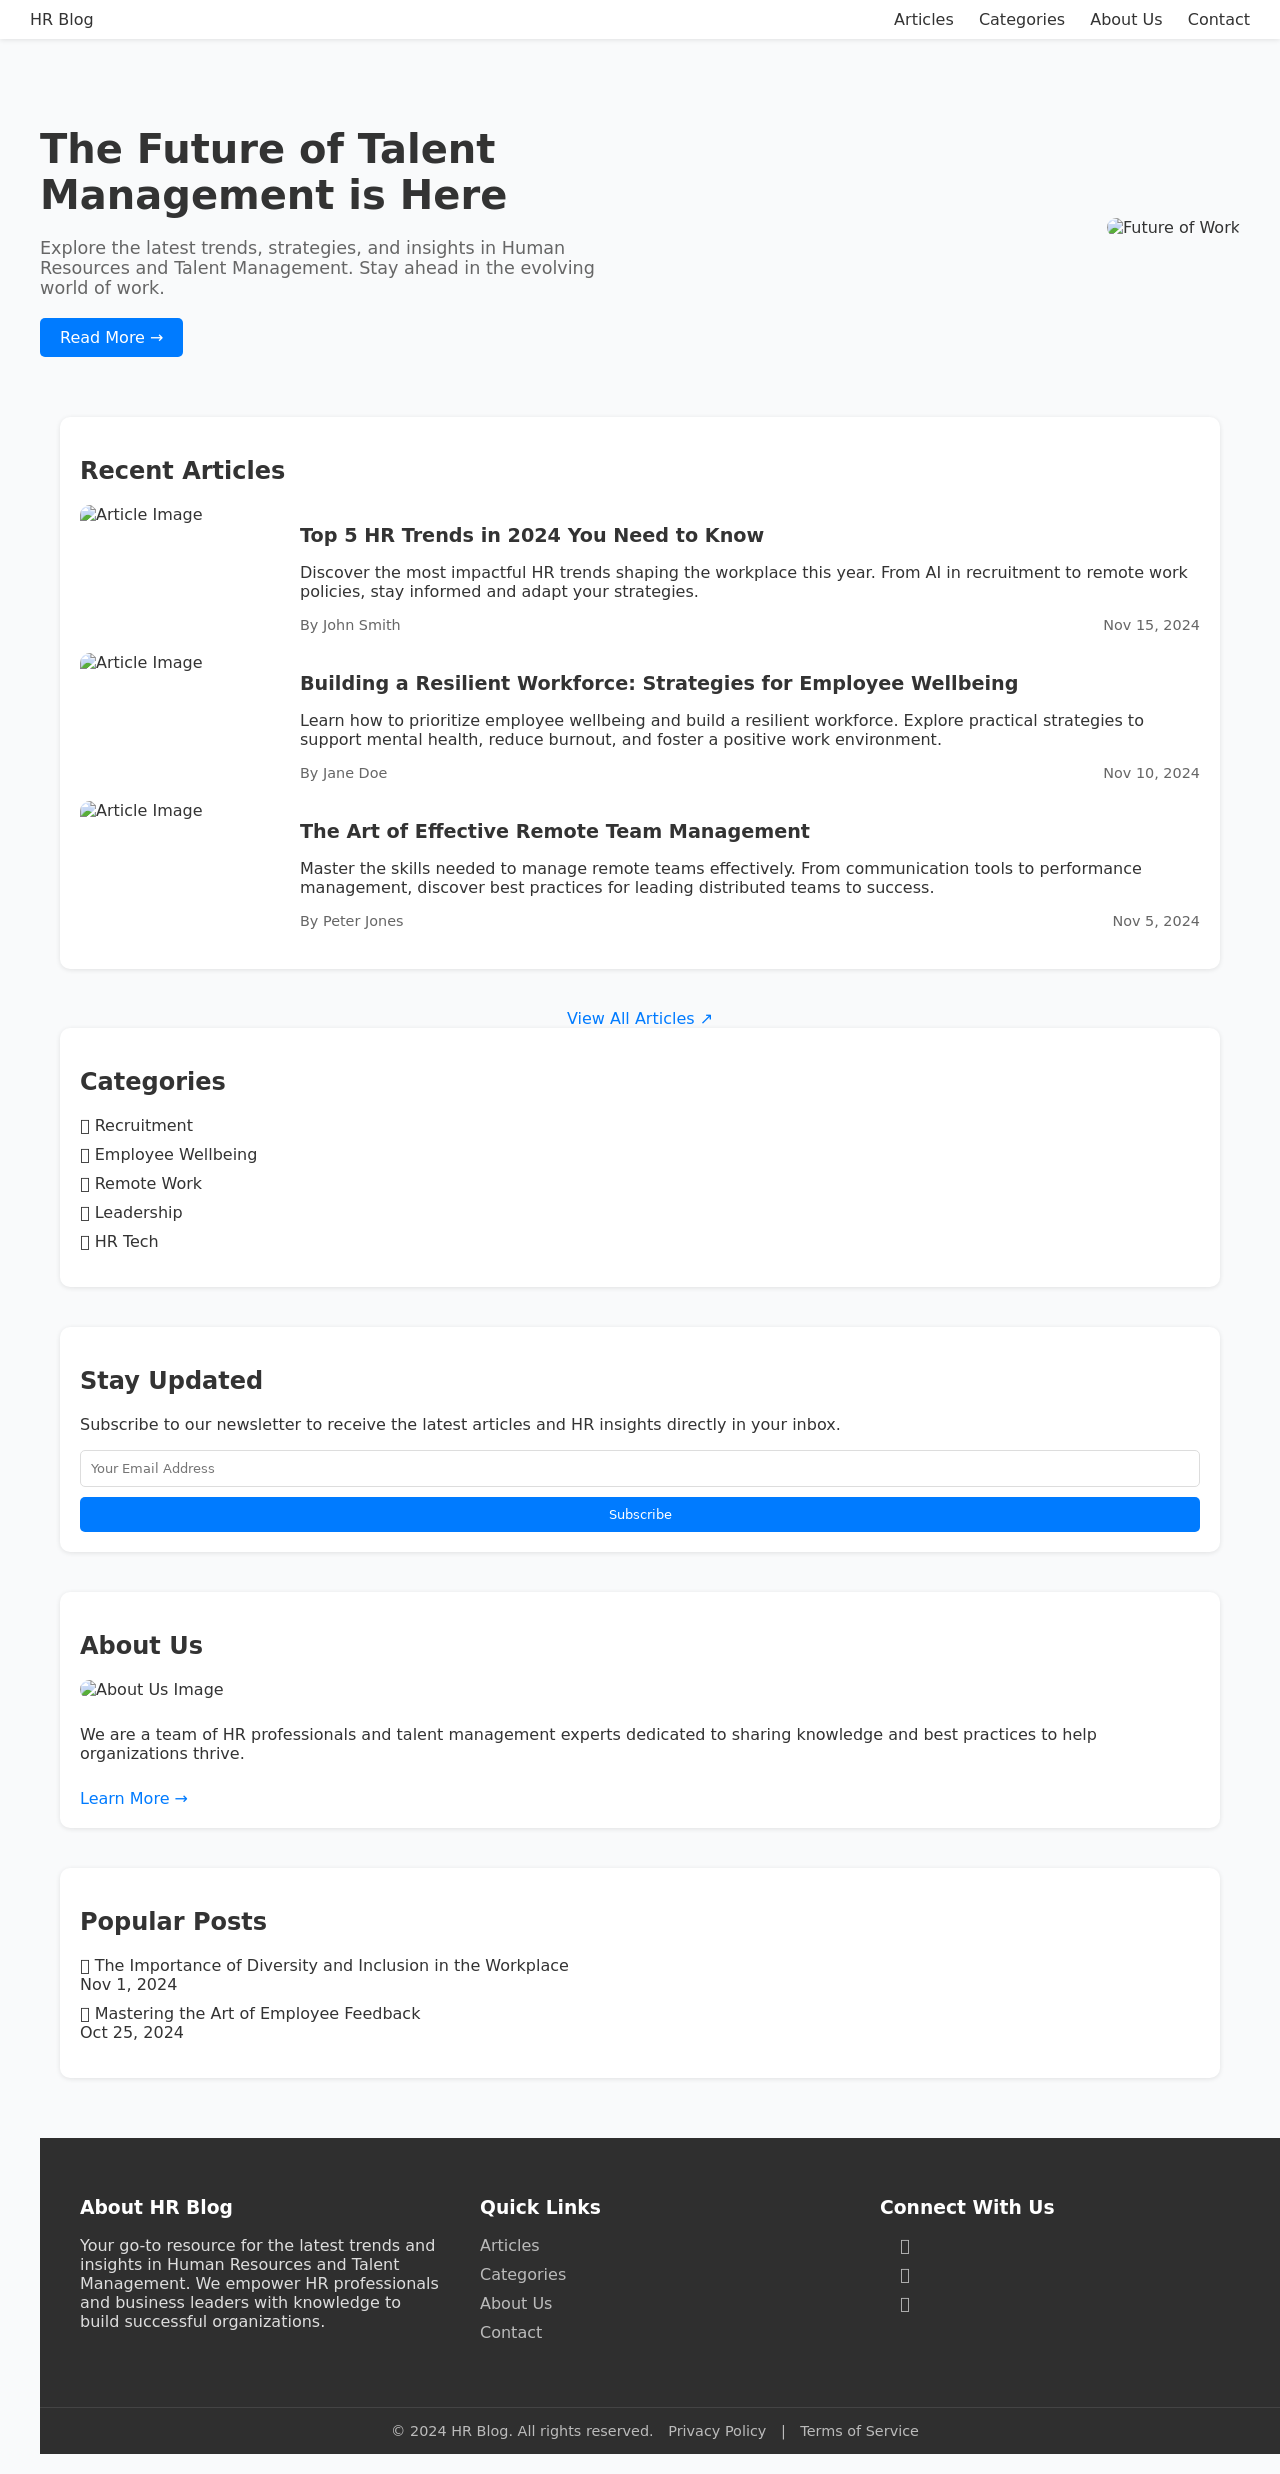 HR Blog
Articles
Categories
About Us
Contact
The Future of Talent
Management is Here
Explore the latest trends, strategies, and insights in Human
Resources and Talent Management. Stay ahead in the evolving
world of work.
Read More →
Future of Work
Recent Articles
Article Image
Top 5 HR Trends in 2024 You Need to Know
Discover the most impactful HR trends shaping the workplace this year. From AI in recruitment to remote work
policies, stay informed and adapt your strategies.
By John Smith
Nov 15, 2024
Article Image
Building a Resilient Workforce: Strategies for Employee Wellbeing
Learn how to prioritize employee wellbeing and build a resilient workforce. Explore practical strategies to
support mental health, reduce burnout, and foster a positive work environment.
By Jane Doe
Nov 10, 2024
Article Image
The Art of Effective Remote Team Management
Master the skills needed to manage remote teams effectively. From communication tools to performance
management, discover best practices for leading distributed teams to success.
By Peter Jones
Nov 5, 2024
View All Articles ↗
Categories
Recruitment
Employee Wellbeing
Remote Work
Leadership
HR Tech
Stay Updated
Subscribe to our newsletter to receive the latest articles and HR insights directly in your inbox.
Your Email Address
Subscribe
About Us
About Us Image
We are a team of HR professionals and talent management experts dedicated to sharing knowledge and best practices to help
organizations thrive.
Learn More →
Popular Posts
The Importance of Diversity and Inclusion in the Workplace
Nov 1, 2024
Mastering the Art of Employee Feedback
Oct 25, 2024
About HR Blog
Your go-to resource for the latest trends and
insights in Human Resources and Talent
Management. We empower HR professionals
and business leaders with knowledge to
build successful organizations.
Quick Links
Articles
Categories
About Us
Contact
Connect With Us
© 2024 HR Blog. All rights reserved. Privacy Policy | Terms of Service